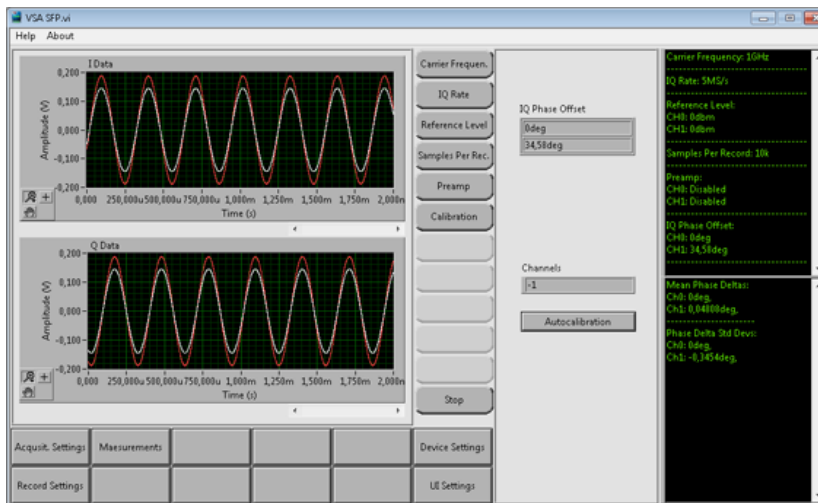 VSA SFP.vi
Help About
I Data
Amplitude (V)
0,200
0,100
0,000
-0,100
-0,200
0,000 250,000u 500,000u 750,000u 1,000m 1,250m 1,500m 1,750m 2,000m
Time (s)
Q Data
Amplitude (V)
0,200
0,100
0,000
-0,100
-0,200
0,000 250,000u 500,000u 750,000u 1,000m 1,250m 1,500m 1,750m 2,000m
Time (s)
Carrier Frequen.
IQ Rate
Reference Level
Samples Per Rec.
Preamp
Calibration
Stop
IQ Phase Offset
0deg
34,58deg
Channels
-1
Autocalibration
Carrier Frequency: 1GHz
IQ Rate: 5MS/s
Reference Level:
CH0: 0dbm
CH1: 0dbm
Samples Per Record: 10k
Preamp:
CH0: Disabled
CH1: Disabled
IQ Phase Offset:
CH0: 0deg
CH1: 34,58deg
Mean Phase Deltas:
Ch0: 0deg,
Ch1: 0,04808deg,
Phase Delta Std Devs:
Ch0: 0deg,
Ch1: -0,3454deg,
Acqusit. Settings
Maesurements
Device Settings
Record Settings
UI Settings